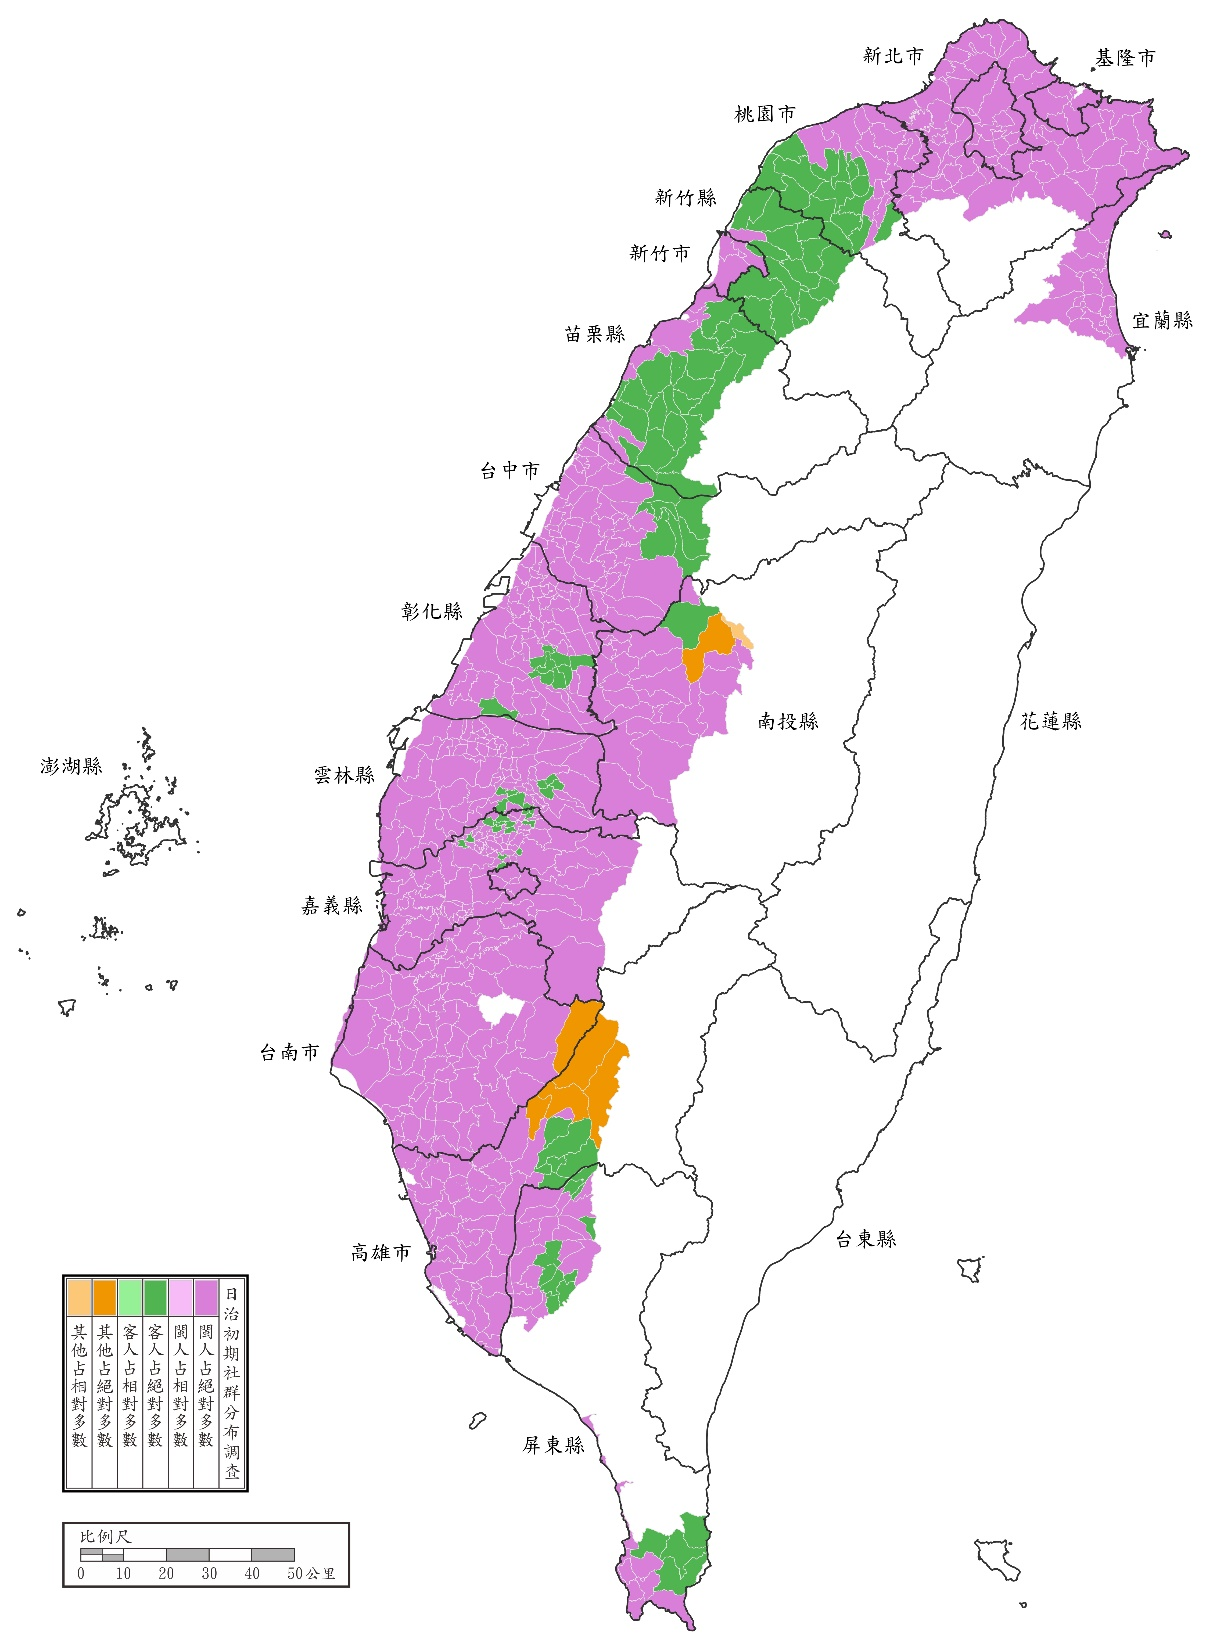 新北市
基隆市
桃園市
新竹縣
新竹市
宜蘭縣
苗栗縣
台中市
彰化縣
南投縣
花蓮縣
澎湖縣
雲林縣
嘉義縣
台南市
高雄市
台東縣
屏東縣
日治初期社群分布調查
閩人占絕對多數
閩人占相對多數
客人占絕對多數
客人占相對多數
其他占絕對多數
其他占相對多數
比例尺
0 10 20 30 40 50公里